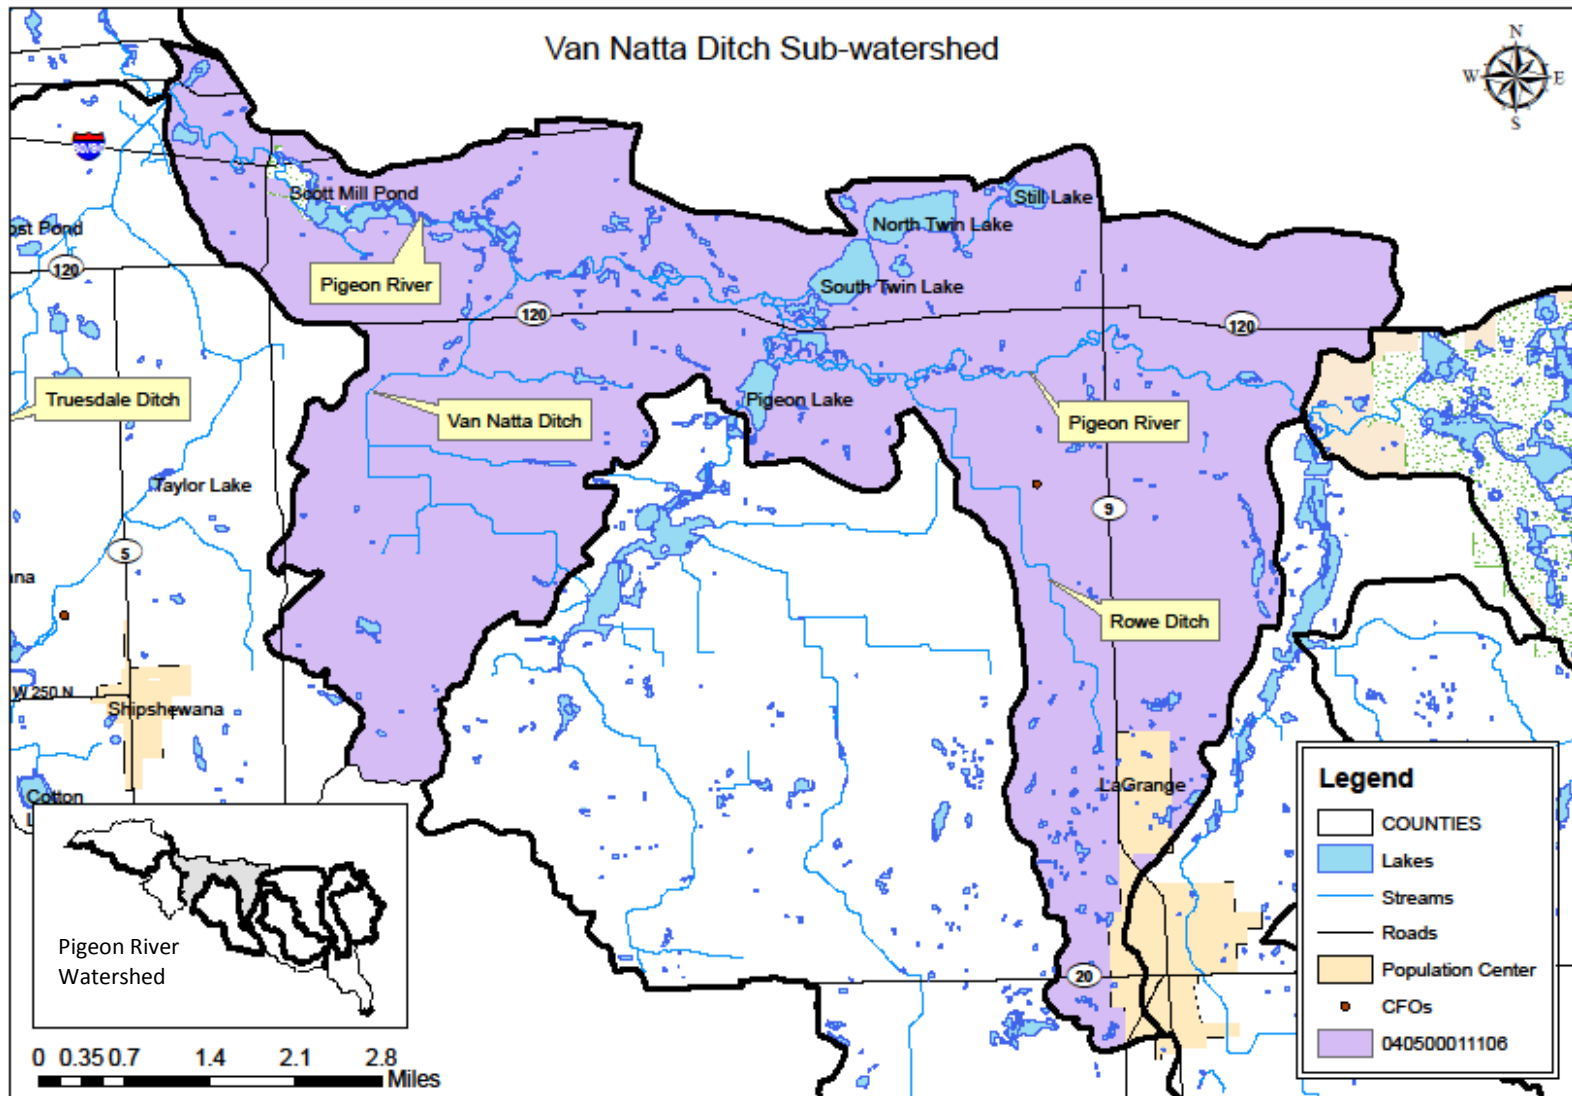 Van Natta Ditch Sub-watershed
N
W E
S
80/90
Scott Mill Pond
Still Lake
North Twin Lake
ost Pond
120
Pigeon River
South Twin Lake
120
120
Truesdale Ditch
Van Natta Ditch
Pigeon Lake
Pigeon River
Taylor Lake
9
5
na
Rowe Ditch
W 250 N
Shipshewana
LaGrange
Cotton
L
20
Pigeon River
Watershed
Legend
COUNTIES
Lakes
Streams
Roads
Population Center
CFOs
040500011106
0 0.35 0.7 1.4 2.1 2.8
Miles